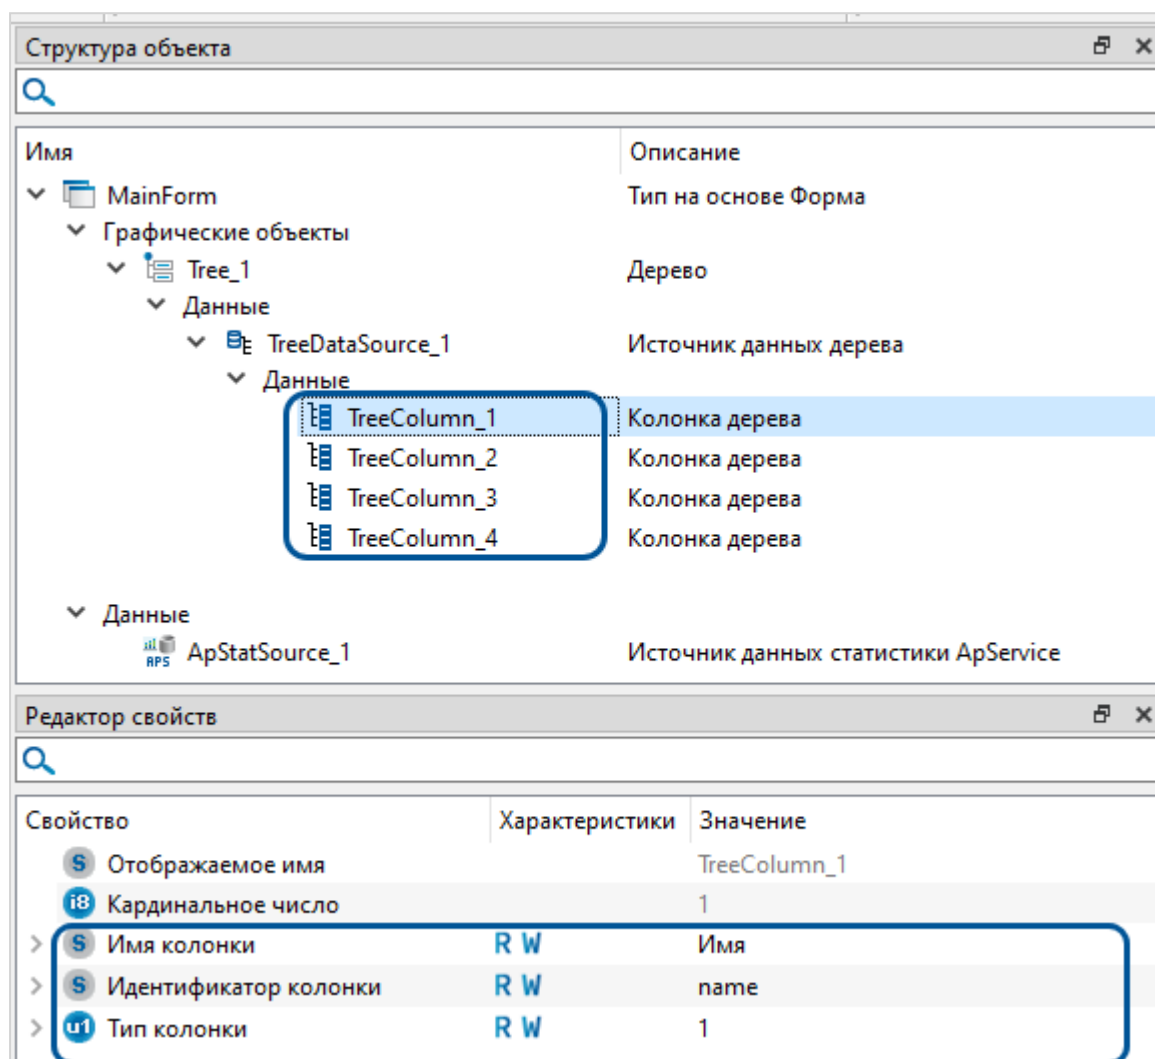 Структура объекта
Имя Описание
MainForm Тип на основе Форма
Графические объекты
Tree_1 Дерево
Данные
TreeDataSource_1 Источник данных дерева
Данные
TreeColumn_1 Колонка дерева
TreeColumn_2 Колонка дерева
TreeColumn_3 Колонка дерева
TreeColumn_4 Колонка дерева
Данные
APS ApStatSource_1 Источник данных статистики ApService
Редактор свойств
Свойство Характеристики Значение
S Отображаемое имя TreeColumn_1
i8 Кардинальное число 1
S Имя колонки R W Имя
S Идентификатор колонки R W name
u1 Тип колонки R W 1